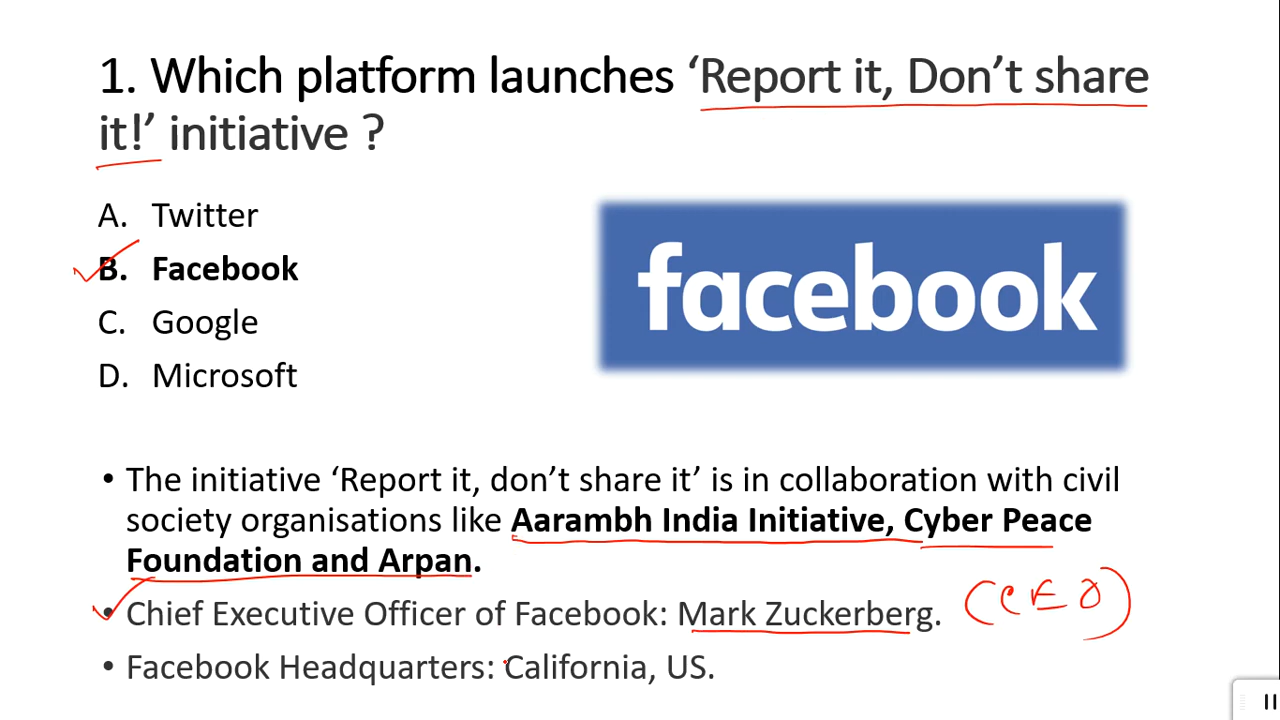 1. Which platform launches ‘Report it, Don’t share
it!’ initiative ?
A. Twitter
B. Facebook
C. Google
D. Microsoft
facebook
• The initiative ‘Report it, don’t share it’ is in collaboration with civil
society organisations like Aarambh India Initiative, Cyber Peace
Foundation and Arpan.
• Chief Executive Officer of Facebook: Mark Zuckerberg. (CEO)
• Facebook Headquarters: California, US.